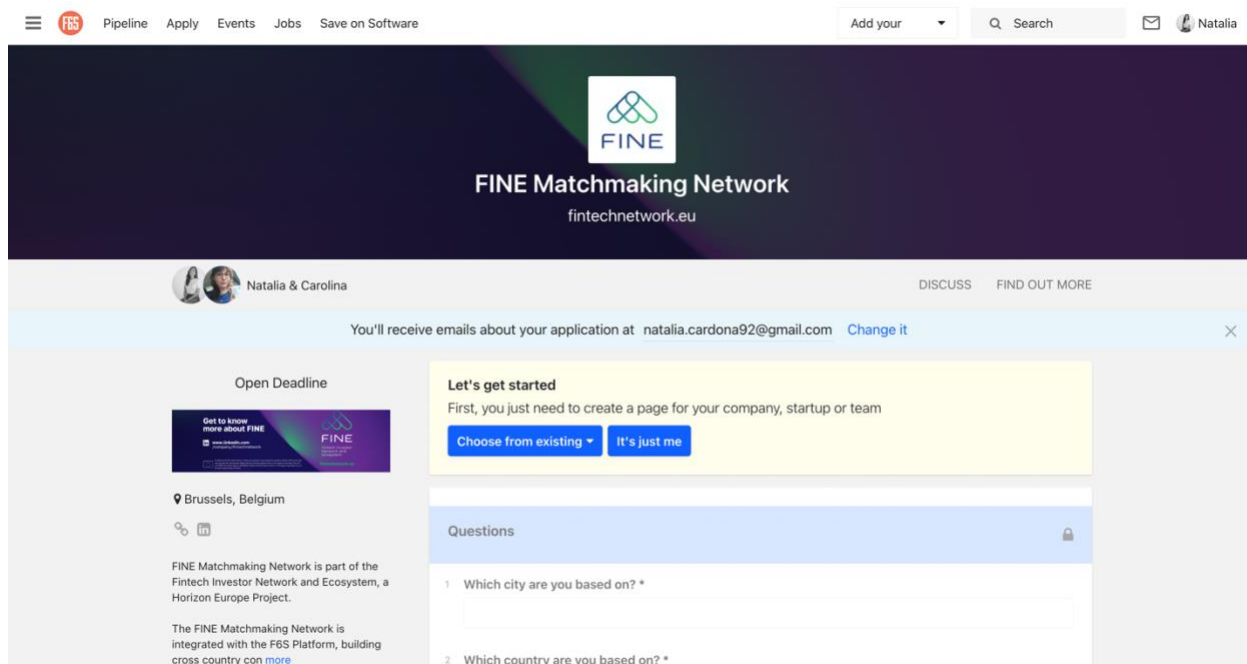 F6S Pipeline Apply Events Jobs Save on Software Add your Search Natalia
FINE
FINE Matchmaking Network
fintechnetwork.eu
Natalia & Carolina DISCUSS FIND OUT MORE
You'll receive emails about your application at natalia.cardona92@gmail.com Change it
Open Deadline
Get to know
more about FINE
www.linkedin.com
FINE
Brussels, Belgium
FINE Matchmaking Network is part of the
Fintech Investor Network and Ecosystem, a
Horizon Europe Project.
The FINE Matchmaking Network is
integrated with the F6S Platform, building
cross country con more
Let's get started
First, you just need to create a page for your company, startup or team
Choose from existing It's just me
Questions
1 Which city are you based on? *
2 Which country are you based on? *